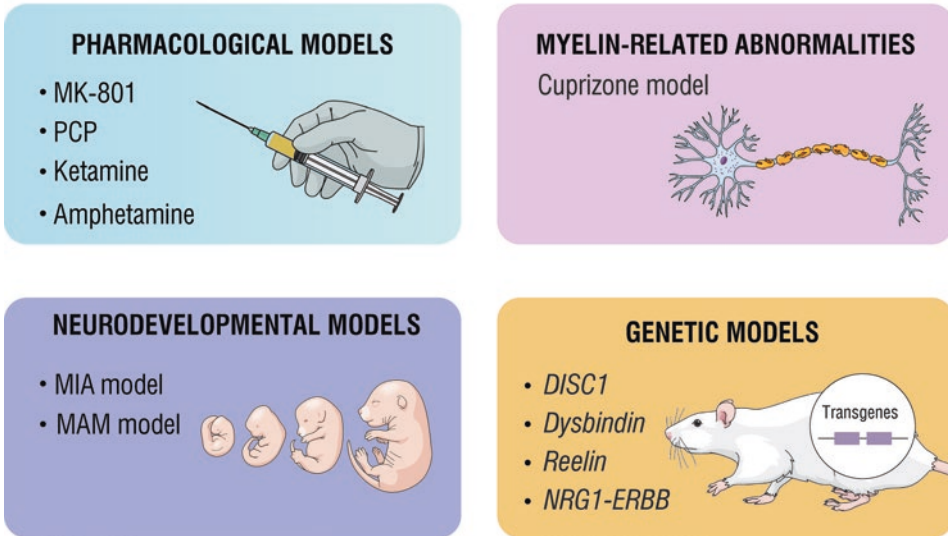 PHARMACOLOGICAL MODELS
• MK-801
• PCP
• Ketamine
• Amphetamine
MYELIN-RELATED ABNORMALITIES
Cuprizone model
NEURODEVELOPMENTAL MODELS
• MIA model
• MAM model
GENETIC MODELS
• DISC1
• Dysbindin
• Reelin
• NRG1-ERBB
Transgenes